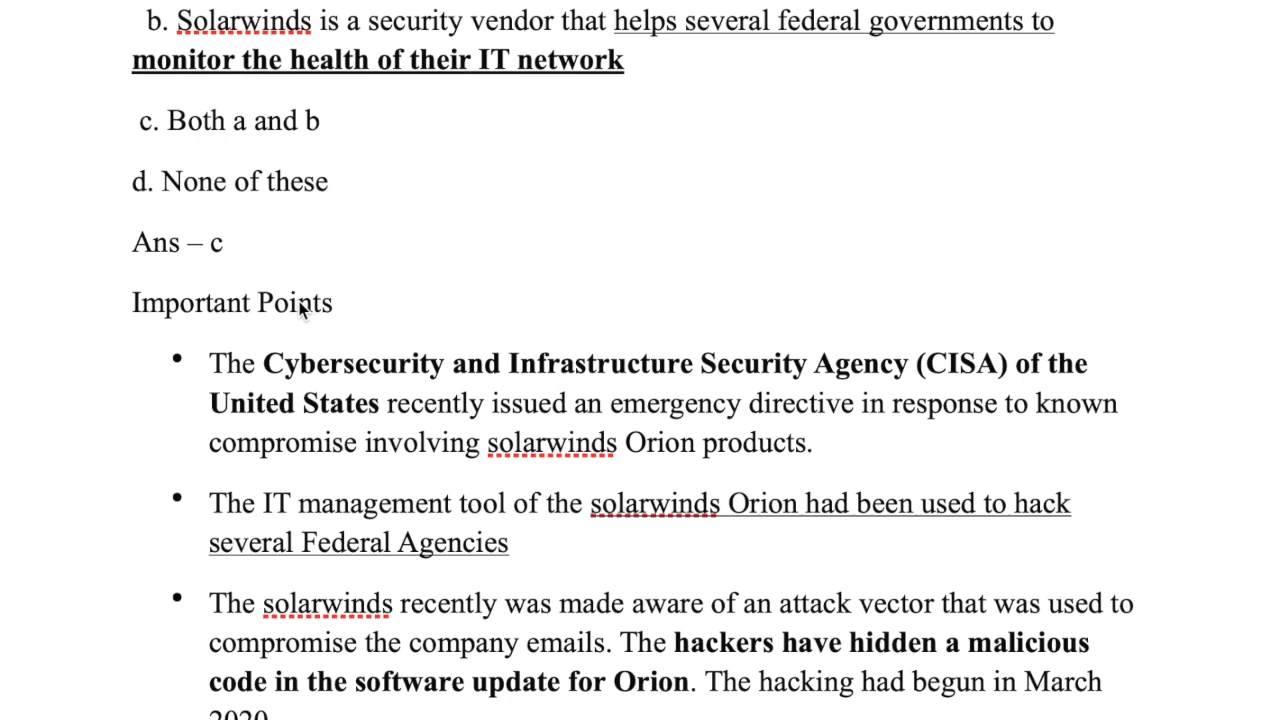 b. Solarwinds is a security vendor that helps several federal governments to
monitor the health of their IT network
c. Both a and b
d. None of these
Ans – c
Important Points
• The Cybersecurity and Infrastructure Security Agency (CISA) of the
United States recently issued an emergency directive in response to known
compromise involving solarwinds Orion products.
• The IT management tool of the solarwinds Orion had been used to hack
several Federal Agencies
• The solarwinds recently was made aware of an attack vector that was used to
compromise the company emails. The hackers have hidden a malicious
code in the software update for Orion. The hacking had begun in March
2020